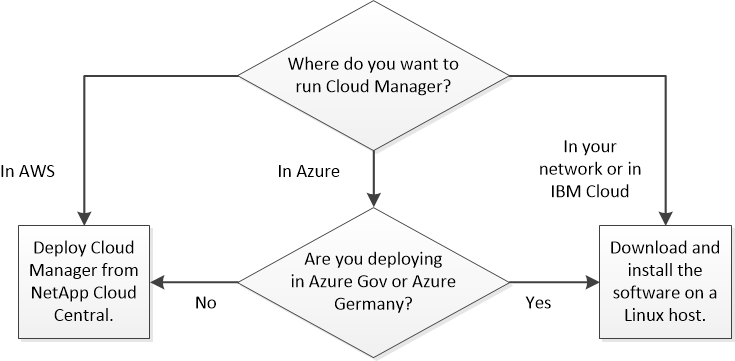 Where do you want to
run Cloud Manager?
In AWS
In Azure
In your
network or in
IBM Cloud
Deploy Cloud
Manager from
NetApp Cloud
Central.
Are you deploying
in Azure Gov or Azure
Germany?
Download and
install the
software on a
Linux host.
No
Yes